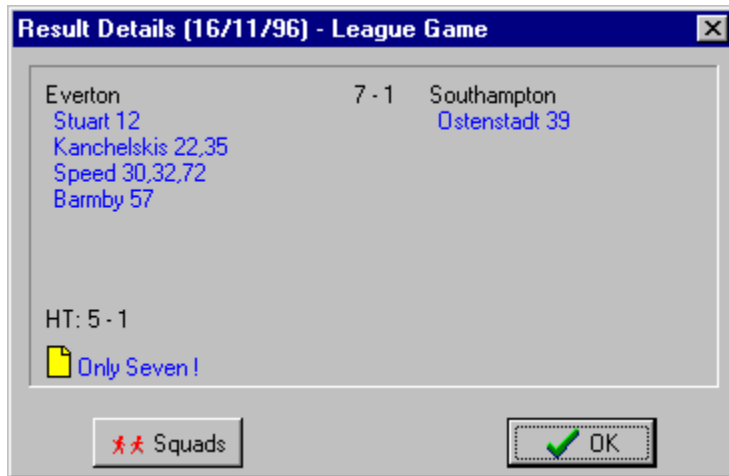 Result Details (16/11/96) - League Game
Everton 7 - 1 Southampton
Stuart 12 Ostenstadt 39
Kanchelskis 22,35
Speed 30,32,72
Barmby 57
HT: 5 - 1
Only Seven !
Squads OK